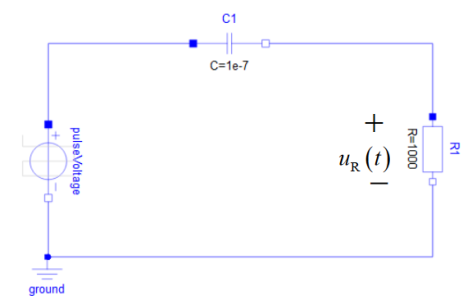 C1
C=1e-7
pulseVoltage
+
−
+
u_R(t)
−
R=1000
R1
ground